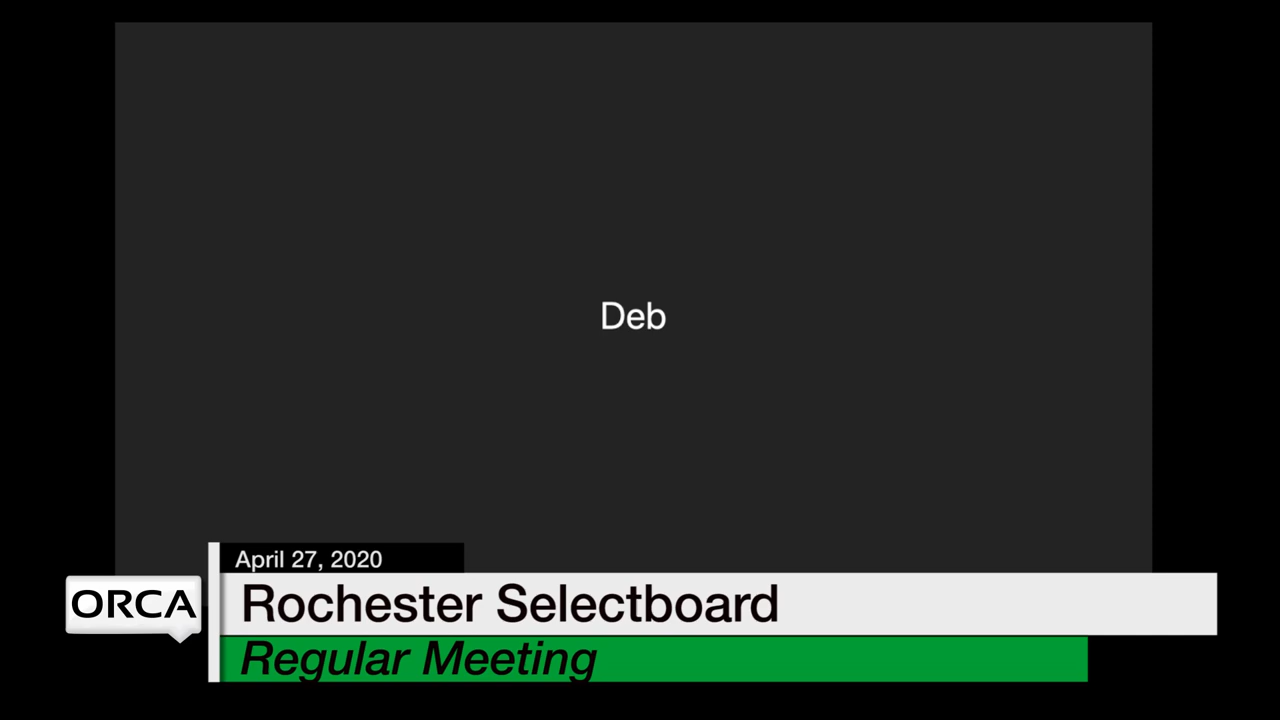 Deb
April 27, 2020
ORCA
Rochester Selectboard
Regular Meeting